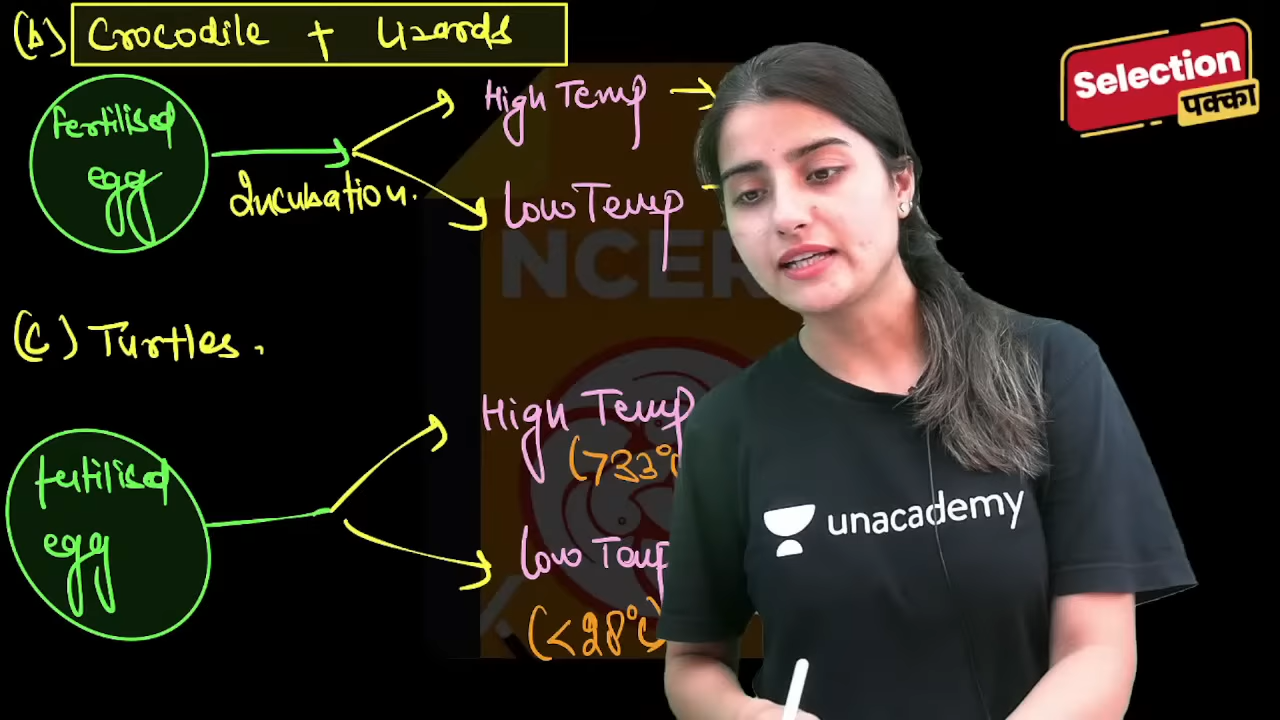 (b) Crocodile + Lizards
fertilised
egg
Incubation.
High Temp
Low Temp
(C) Turtles.
fertilised
egg
High Temp
(>33°C
Low Temp
(<28°C)
NCER
Selection
पक्का
unacademy